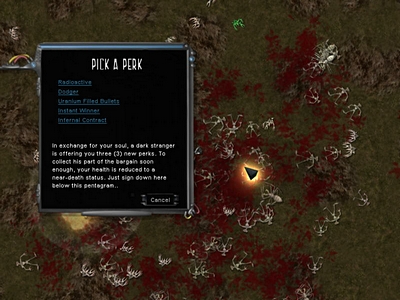 PICK A PERK
Radioactive
Dodger
Uranium Filled Bullets
Instant Winner
Infernal Contract
In exchange for your soul, a dark stranger
is offering you three (3) new perks. To
collect his part of the bargain soon
enough, your health is reduced to a
near-death status. Just sign down here
below this pentagram..
Cancel